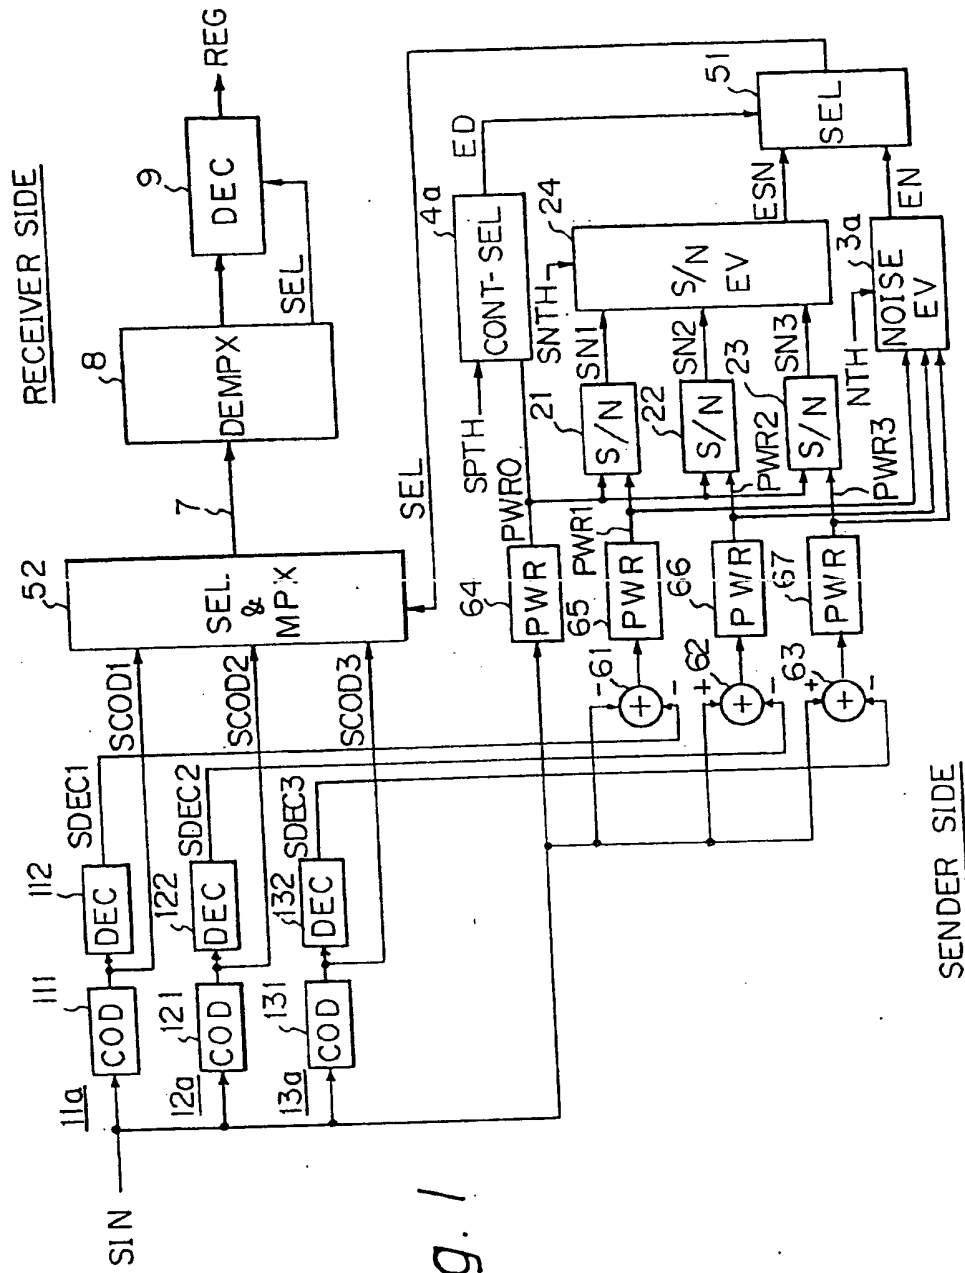 RECEIVER SIDE
REG
9
DEC
SEL
8
DEMPX
7
52
SEL
&
MPX
SEL
SCOD1
SCOD2
SCOD3
SDEC1
SDEC2
SDEC3
112
DEC
122
DEC
132
DEC
111
COD
121
COD
131
COD
11a
12a
13a
SIN
51
SEL
ED
ESN
EN
4a
CONT-SEL
SPTH
24
S/N
EV
SNTH
3a
NOISE
EV
NTH
SN1
SN2
SN3
21
S/N
22
S/N
23
S/N
PWR0
PWR1
PWR2
PWR3
64
PWR
65
PWR
66
PWR
67
PWR
61
+
-
-
62
+
+
-
63
+
+
-
SENDER SIDE
g. 1